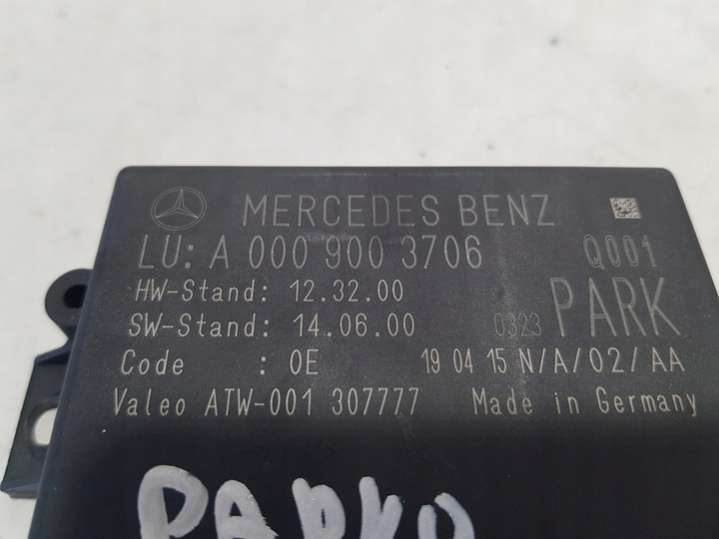 MERCEDES BENZ
LU: A 000 900 3706 Q001
HW-Stand: 12.32.00
SW-Stand: 14.06.00 0323 PARK
Code : 0E 19 04 15 N/A/02/AA
Valeo ATW-001 307777 Made in Germany